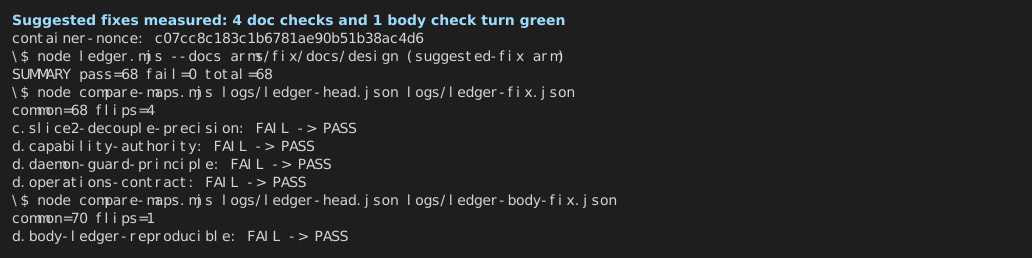 Suggested fixes measured: 4 doc checks and 1 body check turn green
container-nonce: c07cc8c183c1b6781ae90b51b38ac4d6
\$ node ledger.mjs --docs arms/fix/docs/design (suggested-fix arm)
SUMMARY pass=68 fail=0 total=68
\$ node compare-maps.mjs logs/ledger-head.json logs/ledger-fix.json
common=68 flips=4
c.slice2-decouple-precision: FAIL -> PASS
d.capability-authority: FAIL -> PASS
d.daemon-guard-principle: FAIL -> PASS
d.operations-contract: FAIL -> PASS
\$ node compare-maps.mjs logs/ledger-head.json logs/ledger-body-fix.json
common=70 flips=1
d.body-ledger-reproducible: FAIL -> PASS